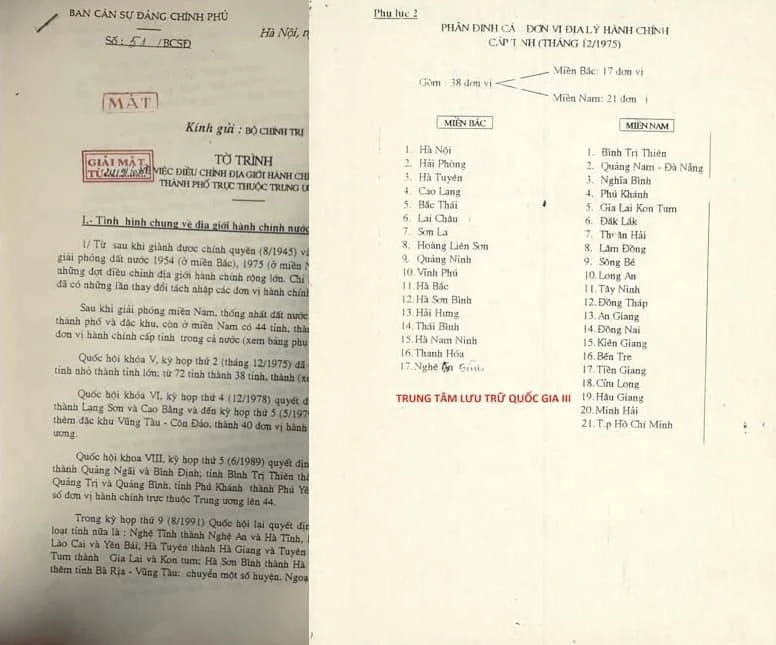 BAN CÁN SỰ ĐẢNG CHÍNH PHỦ
Số: 51 /BCSĐ
Hà Nội,
MẬT
Kính gửi : BỘ CHÍNH TRỊ
GIẢI MẬT
TỪ
TỜ TRÌNH
VỀ VIỆC ĐIỀU CHỈNH ĐỊA GIỚI HÀNH CHÍ
THÀNH PHỐ TRỰC THUỘC TRUNG ƯƠ
I.- Tình hình chung về địa giới hành chính nước
1/ Từ sau khi giành được chính quyền (8/1945) và
giải phóng đất nước 1954 (ở miền Bắc), 1975 (ở miền N
những đợt điều chỉnh địa giới hành chính rộng lớn. Chỉ
đã có những lần thay đổi tách nhập các đơn vị hành chính
Sau khi giải phóng miền Nam, thống nhất đất nước
thành phố và đặc khu, còn ở miền Nam có 44 tỉnh, thàn
đơn vị hành chính cấp tỉnh trong cả nước (xem bảng phụ
Quốc hội khóa V, kỳ họp thứ 2 (tháng 12/1975) đã
tỉnh nhỏ thành tỉnh lớn; từ 72 tỉnh thành 38 tỉnh, thành (xe
Quốc hội khóa VI, kỳ họp thứ 4 (12/1978) quyết đ
thành Lạng Sơn và Cao Bằng và đến kỳ họp thứ 5 (5/197
thêm đặc khu Vũng Tàu - Côn Đảo, thành 40 đơn vị hành
ương.
Quốc hội khoa VIII, kỳ họp thứ 5 (6/1989) quyết địn
thành Quảng Ngãi và Bình Định; tỉnh Bình Trị Thiên thà
Quảng Trị và Quảng Bình, tỉnh Phú Khánh thành Phú Yê
số đơn vị hành chính trực thuộc Trung ương lên 44.
Trong kỳ họp thứ 9 (8/1991) Quốc hội lại quyết địn
loạt tỉnh nữa là : Nghệ Tĩnh thành Nghệ An và Hà Tĩnh,
Lào Cai và Yên Bái, Hà Tuyên thành Hà Giang và Tuyên
Tum thành Gia Lai và Kon tum; Hà Sơn Bình thành Hà
thêm tỉnh Bà Rịa - Vũng Tàu: chuyển một số huyện, Ngoạ
Phụ lục 2
PHÂN ĐỊNH CÁ ĐƠN VỊ ĐỊA LÝ HÀNH CHÍNH
CẤP TỈNH (THÁNG 12/1975)
Gồm : 38 đơn vị
Miền Bắc: 17 đơn vị
Miền Nam: 21 đơn vị
MIỀN BẮC
1. Hà Nội
2. Hải Phòng
3. Hà Tuyên
4. Cao Lạng
5. Bắc Thái
6. Lai Châu
7. Sơn La
8. Hoàng Liên Sơn
9. Quảng Ninh
10. Vĩnh Phú
11. Hà Bắc
12. Hà Sơn Bình
13. Hải Hưng
14. Thái Bình
15. Hà Nam Ninh
16. Thanh Hóa
17. Nghệ
MIỀN NAM
1. Bình Trị Thiên
2. Quảng Nam - Đà Nẵng
3. Nghĩa Bình
4. Phú Khánh
5. Gia Lai Kon Tum
6. Đắk Lắk
7. Thuận Hải
8. Lâm Đồng
9. Sông Bé
10. Long An
11. Tây Ninh
12. Đồng Tháp
13. An Giang
14. Đồng Nai
15. Kiên Giang
16. Bến Tre
17. Tiền Giang
18. Cửu Long
19. Hậu Giang
20. Minh Hải
21. T.p Hồ Chí Minh
TRUNG TÂM LƯU TRỮ QUỐC GIA III